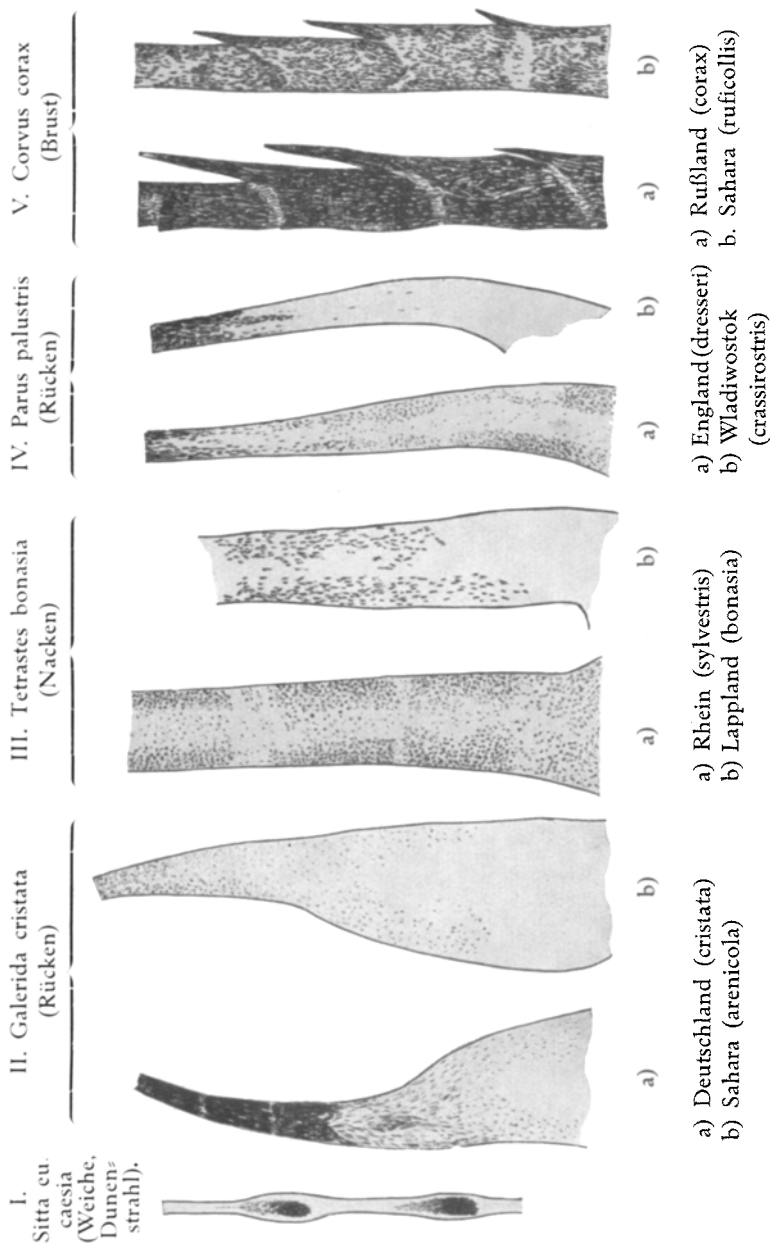 I.
Sitta eu.
caesia
(Weiche,
Dunen=
strahl).
II. Galerida cristata
(Rücken)
a)
b)
a) Deutschland (cristata)
b) Sahara (arenicola)
III. Tetrastes bonasia
(Nacken)
a)
b)
a) Rhein (sylvestris)
b) Lappland (bonasia)
IV. Parus palustris
(Rücken)
a)
b)
a) England (dresseri)
b) Wladiwostok
(crassirostris)
V. Corvus corax
(Brust)
a)
b)
a) Rußland (corax)
b. Sahara (ruficollis)